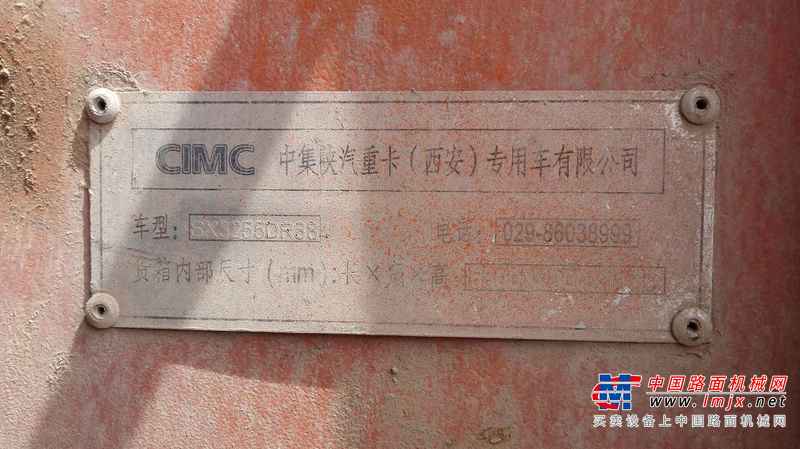 CIMC 中集陕汽重卡（西安）专用车有限公司
车型： 电话：029-86038999
货箱内部尺寸(mm):长×宽×高
中国路面机械网
www.lmjx.net
买卖设备上中国路面机械网